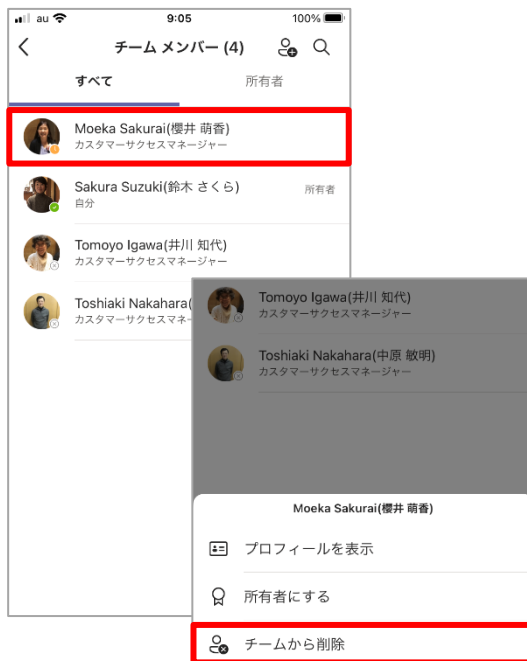 au 9:05 100%
チーム メンバー (4)
すべて 所有者
Moeka Sakurai(櫻井 萌香)
カスタマーサクセスマネージャー
Sakura Suzuki(鈴木 さくら) 所有者
自分
Tomoyo Igawa(井川 知代)
カスタマーサクセスマネージャー
Toshiaki Nakahara(
カスタマーサクセスマネー
Tomoyo Igawa(井川 知代)
カスタマーサクセスマネージャー
Toshiaki Nakahara(中原 敏明)
カスタマーサクセスマネージャー
Moeka Sakurai(櫻井 萌香)
プロフィールを表示
所有者にする
チームから削除